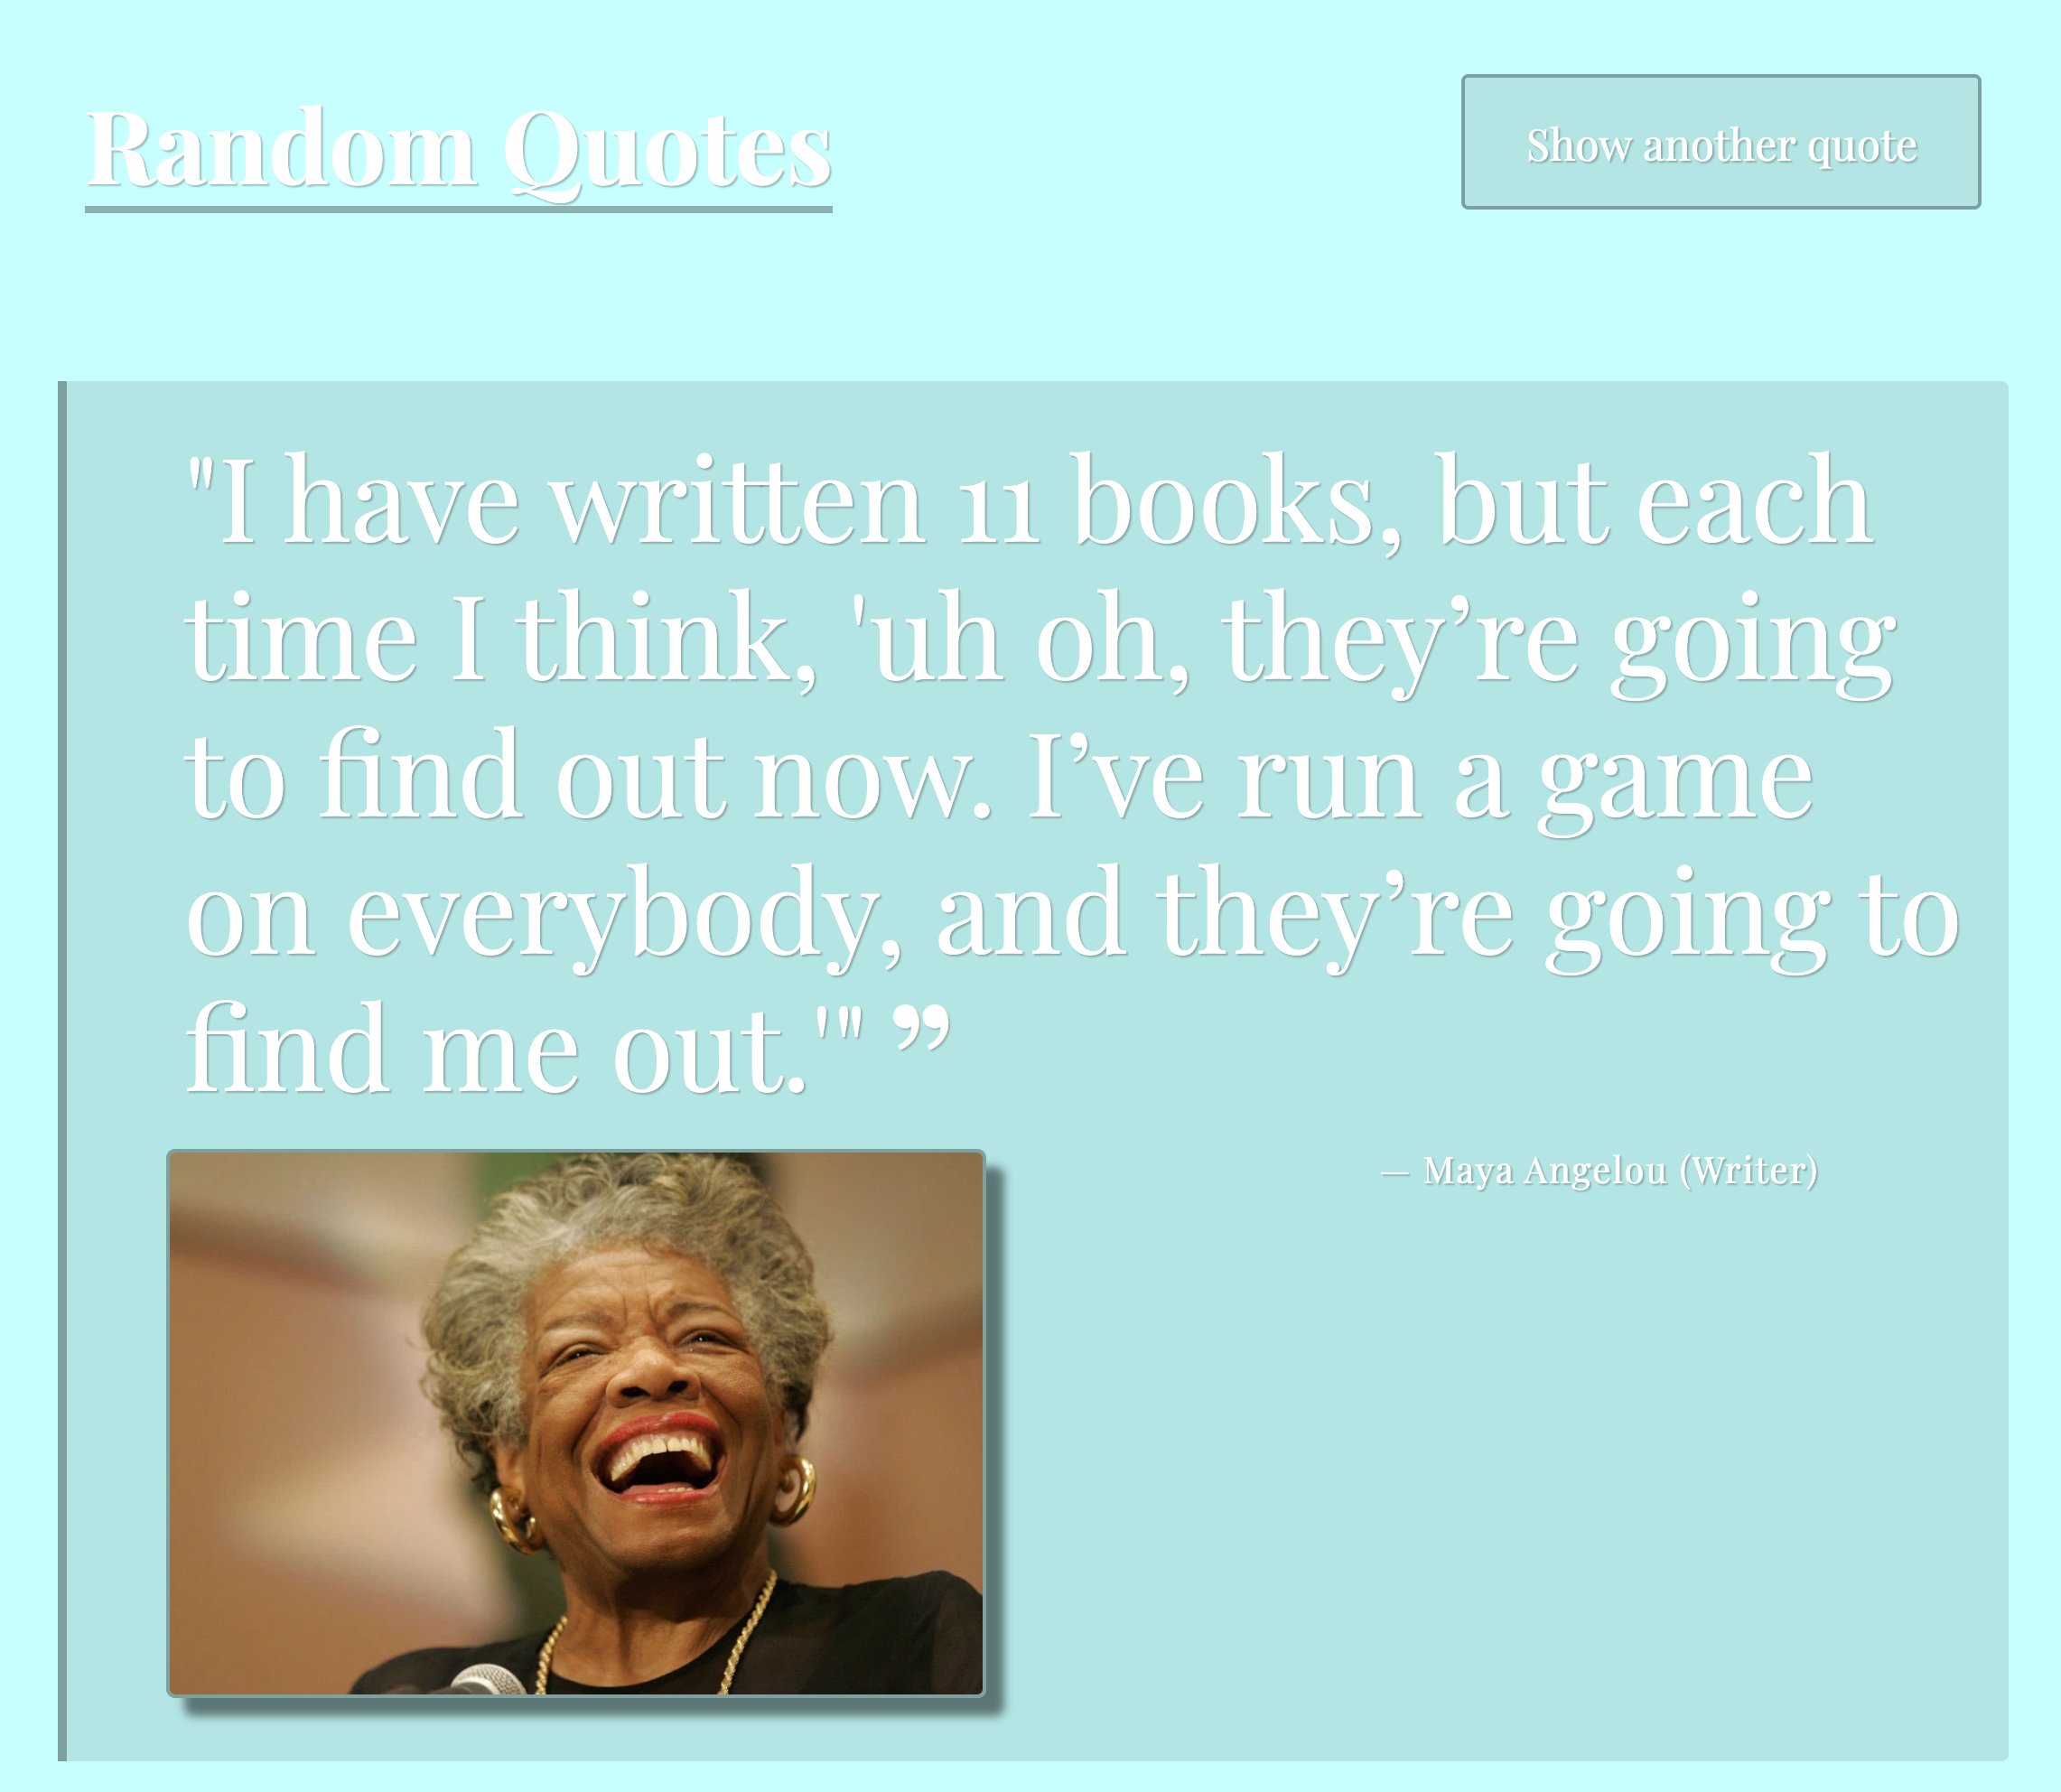 Random Quotes
Show another quote
"I have written 11 books, but each
time I think, 'uh oh, they’re going
to find out now. I’ve run a game
on everybody, and they’re going to
find me out.'" ”
— Maya Angelou (Writer)